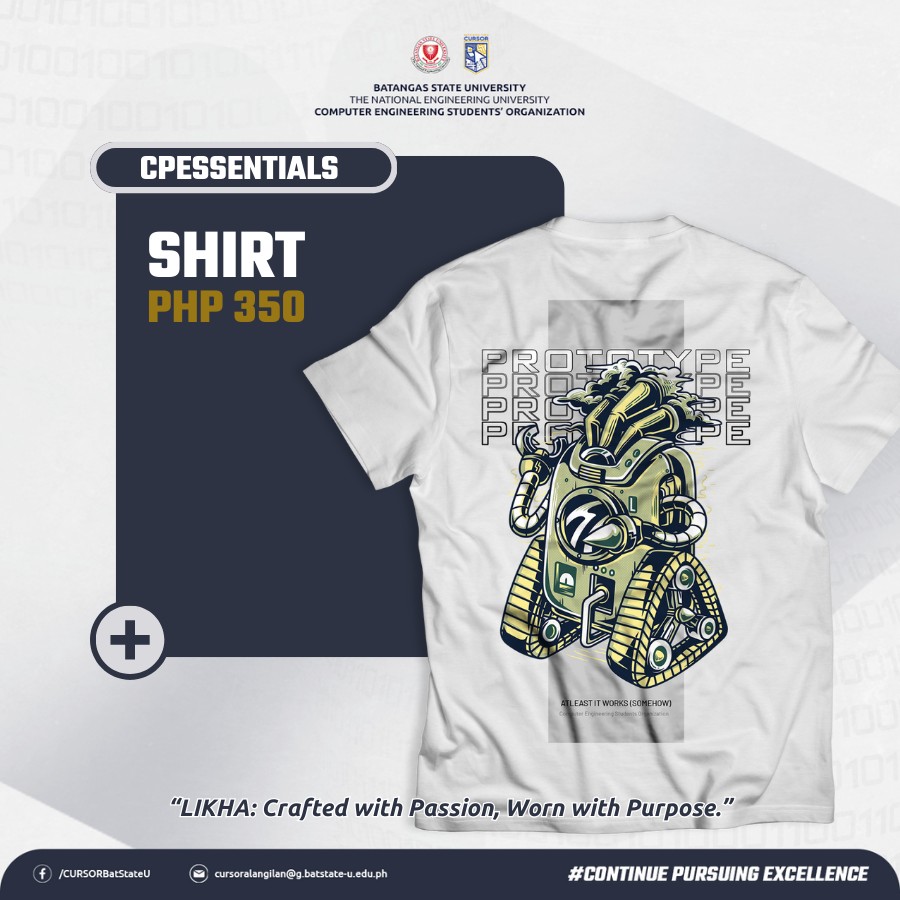 CURSOR
BATANGAS STATE UNIVERSITY
THE NATIONAL ENGINEERING UNIVERSITY
COMPUTER ENGINEERING STUDENTS' ORGANIZATION
CPESSENTIALS
SHIRT
PHP 350
PROTOTYPE
PROTOTYPE
PROTOTYPE
PROTOTYPE
ATLEAST IT WORKS (SOMEHOW)
Computer Engineering Students Organization
“LIKHA: Crafted with Passion, Worn with Purpose.”
/CURSORBatStateU
cursoralangilan@g.batstate-u.edu.ph
#CONTINUE PURSUING EXCELLENCE